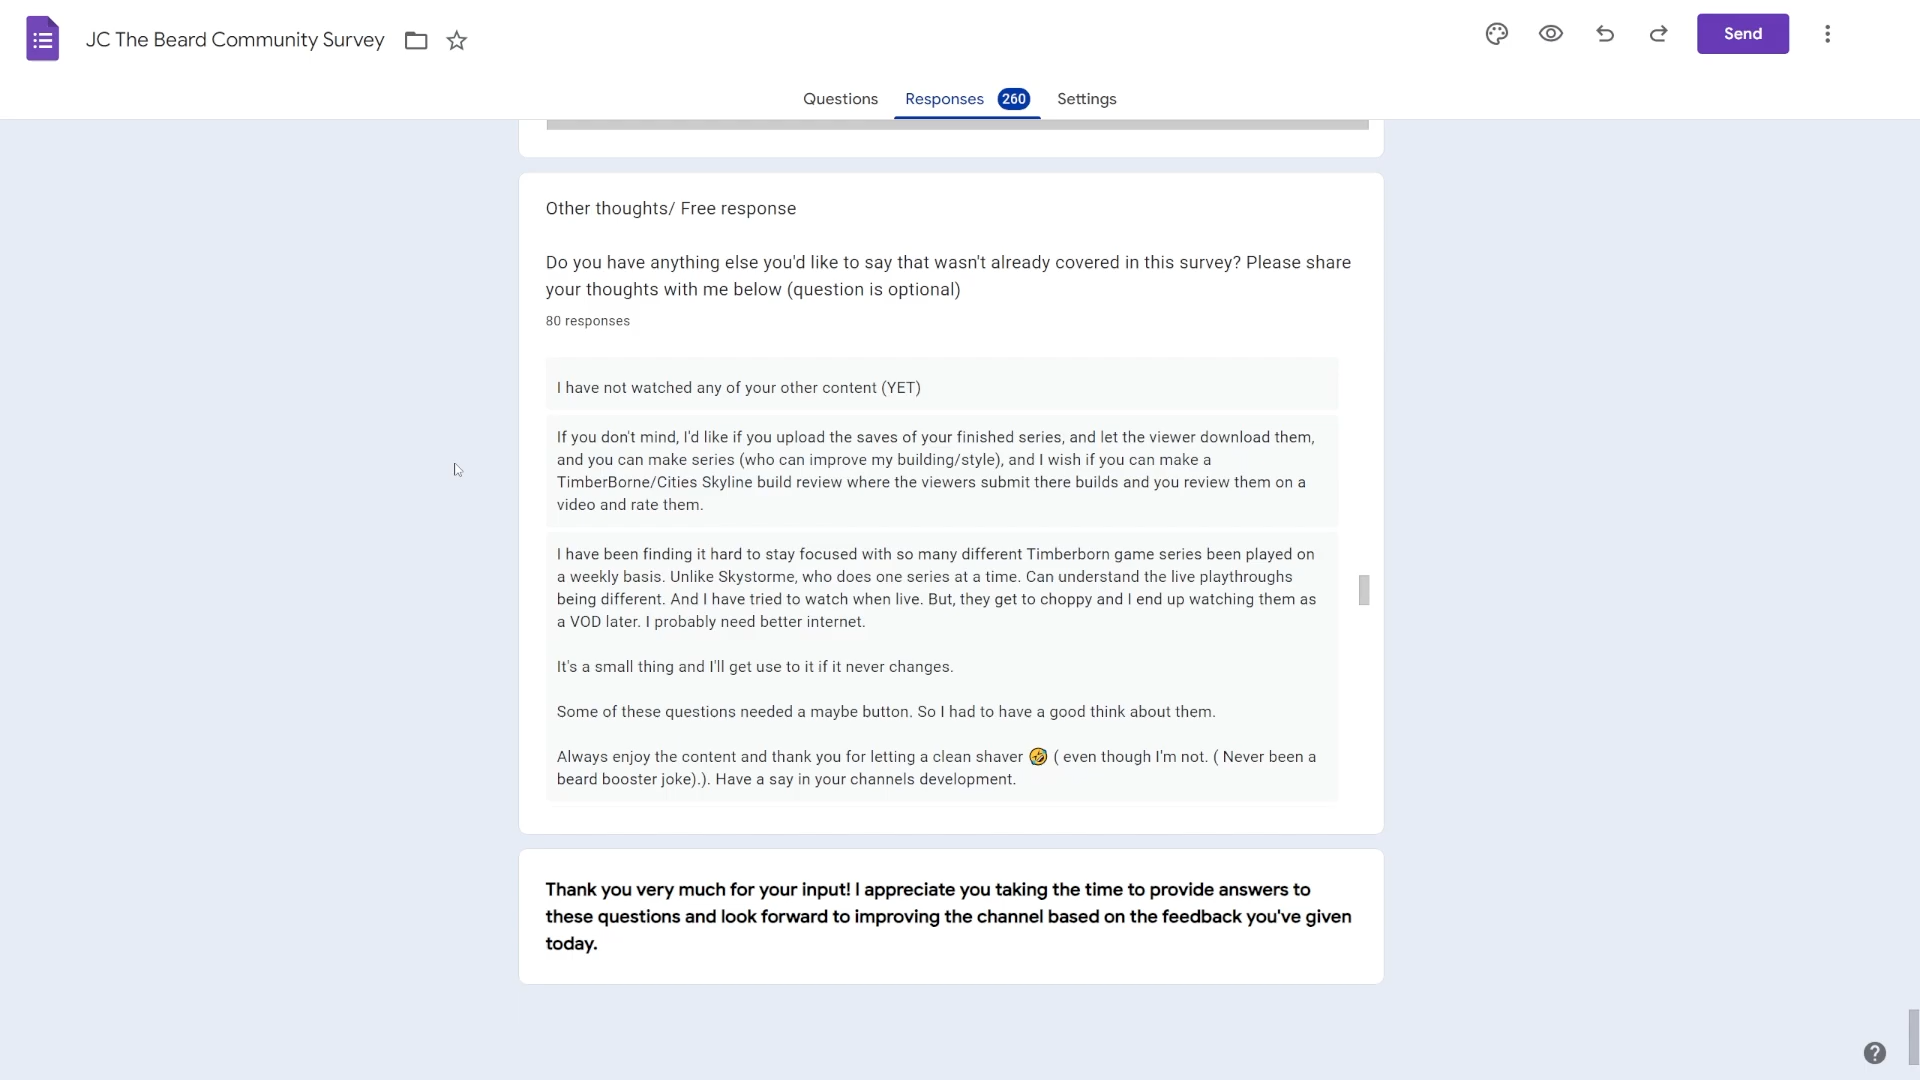 JC The Beard Community Survey
Send
Questions
Responses 260
Settings
Other thoughts/ Free response
Do you have anything else you'd like to say that wasn't already covered in this survey? Please share
your thoughts with me below (question is optional)
80 responses
I have not watched any of your other content (YET)
If you don't mind, I'd like if you upload the saves of your finished series, and let the viewer download them,
and you can make series (who can improve my building/style), and I wish if you can make a
TimberBorne/Cities Skyline build review where the viewers submit there builds and you review them on a
video and rate them.
I have been finding it hard to stay focused with so many different Timberborn game series been played on
a weekly basis. Unlike Skystorme, who does one series at a time. Can understand the live playthroughs
being different. And I have tried to watch when live. But, they get to choppy and I end up watching them as
a VOD later. I probably need better internet.
It's a small thing and I'll get use to it if it never changes.
Some of these questions needed a maybe button. So I had to have a good think about them.
Always enjoy the content and thank you for letting a clean shaver 🤣 ( even though I'm not. ( Never been a
beard booster joke).). Have a say in your channels development.
Thank you very much for your input! I appreciate you taking the time to provide answers to
these questions and look forward to improving the channel based on the feedback you've given
today.